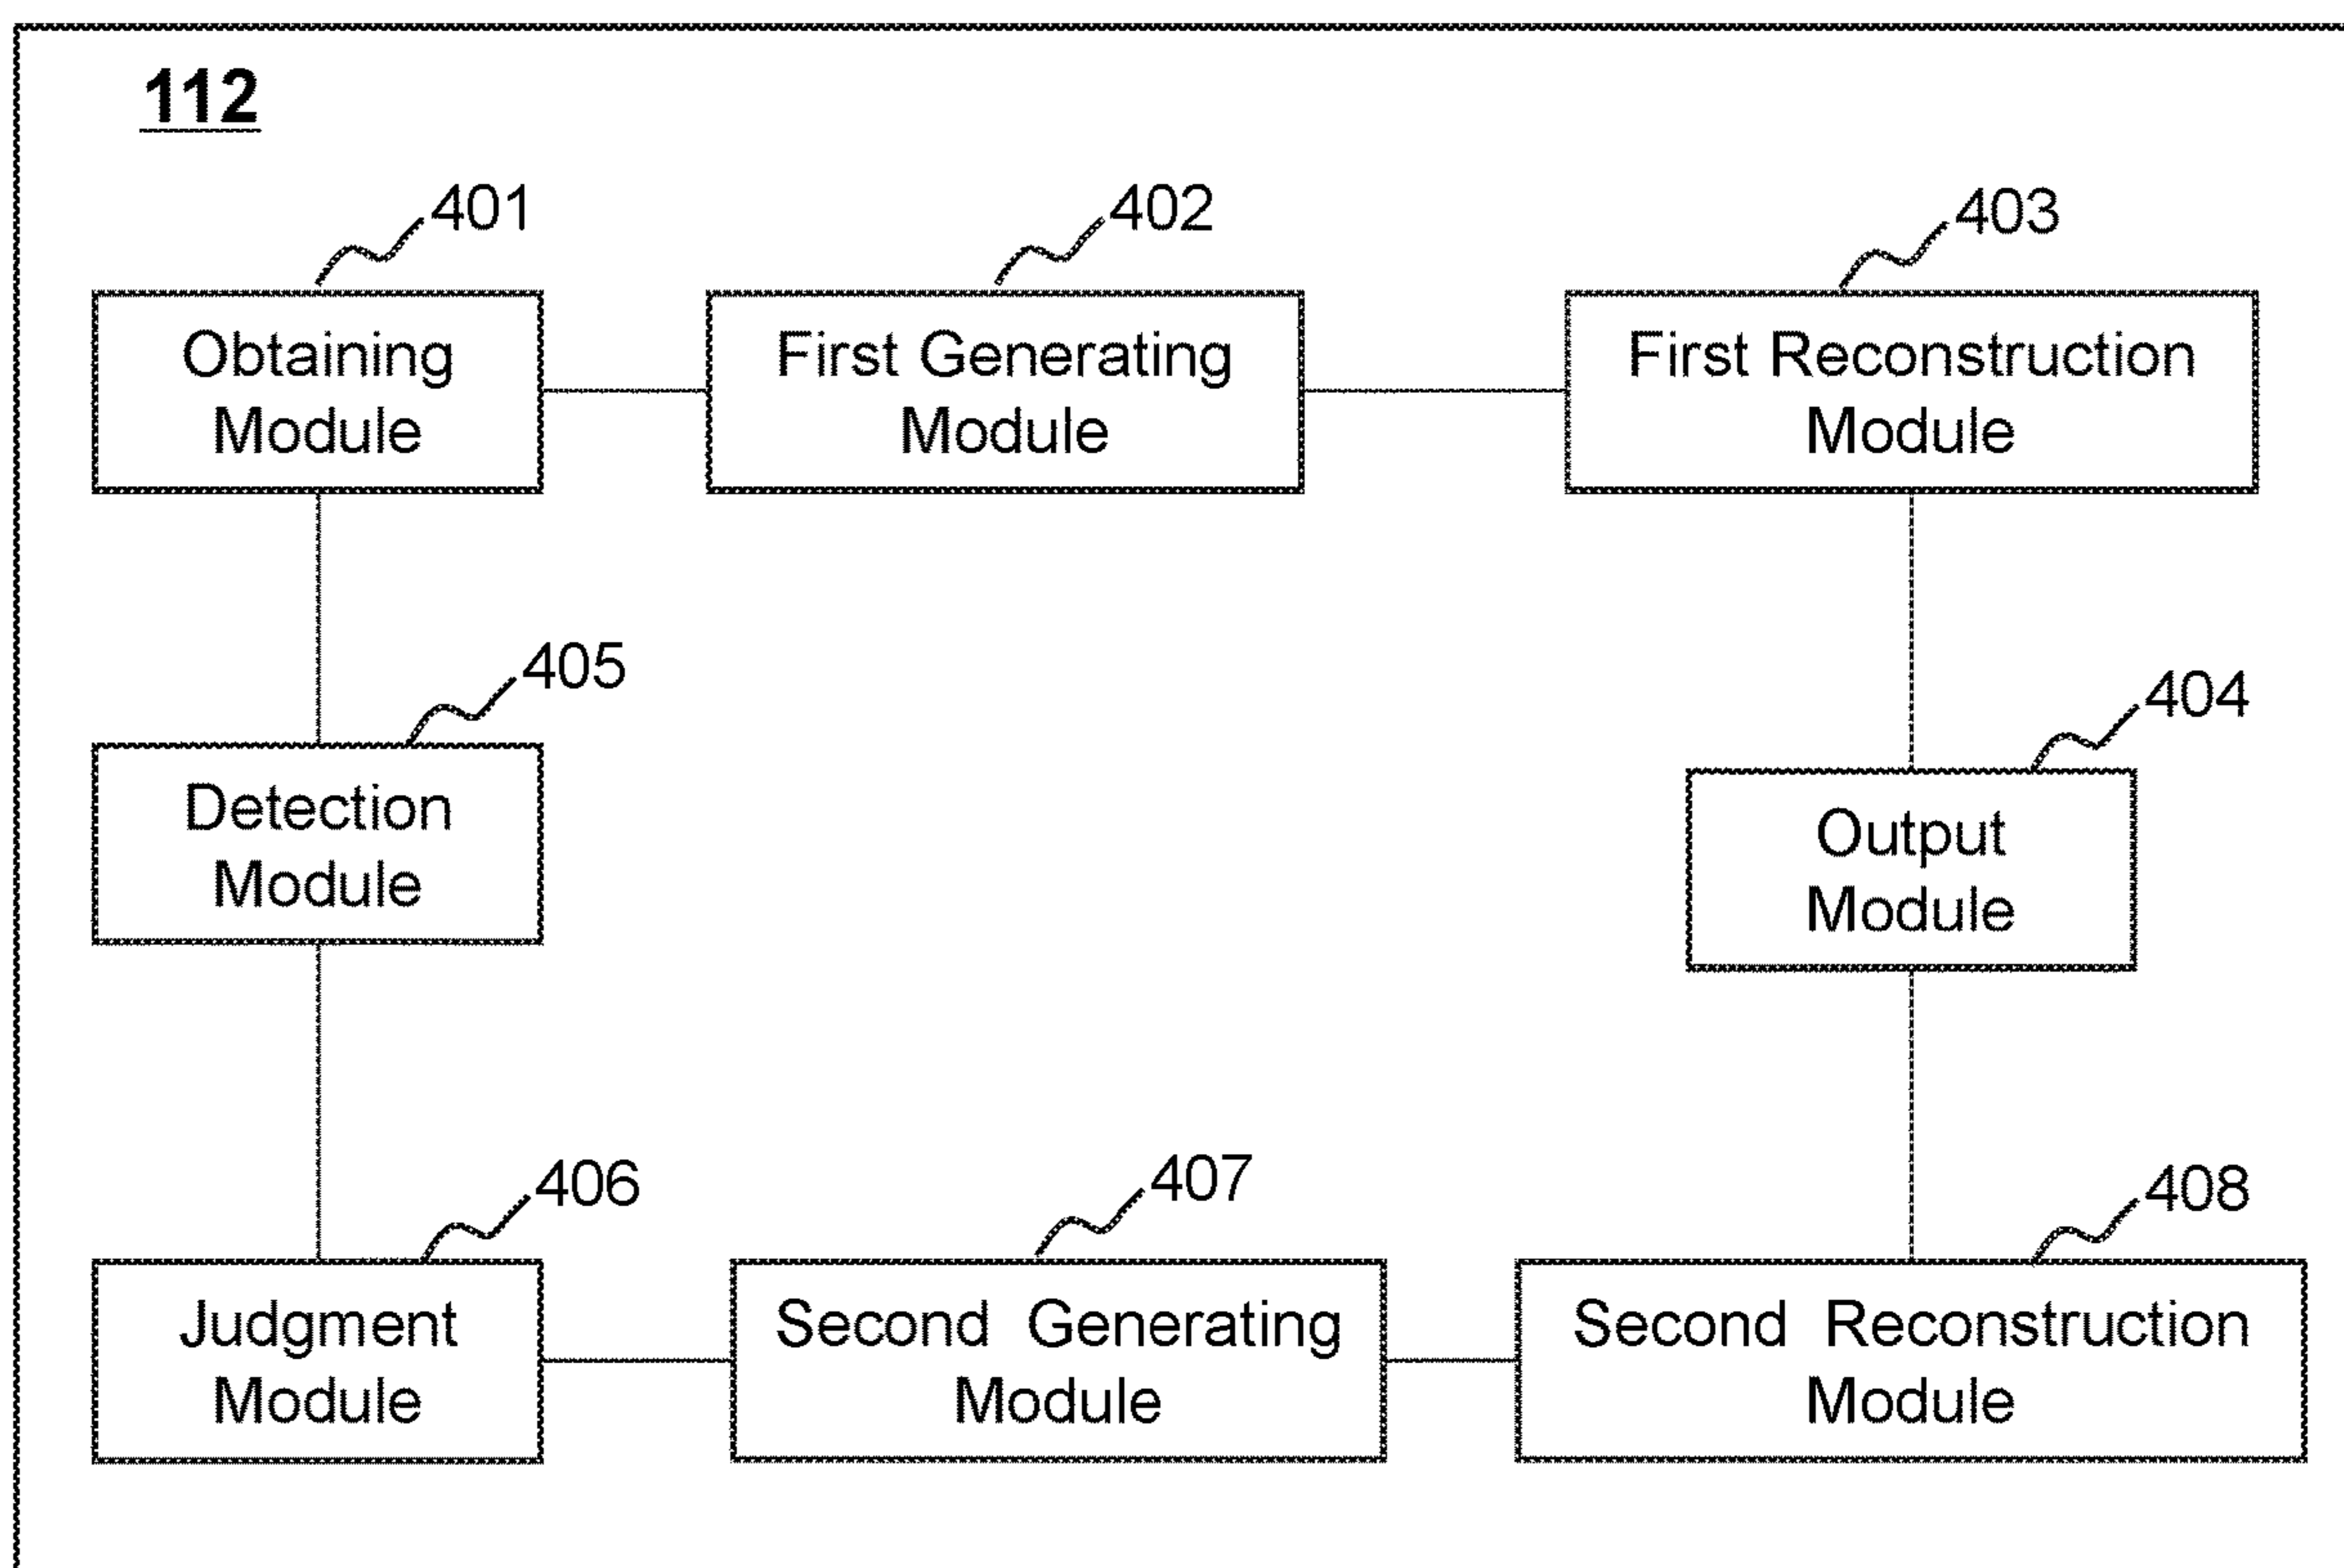 112
401
402
403
Obtaining
Module
First Generating
Module
First Reconstruction
Module
405
404
Detection
Module
Output
Module
406
407
408
Judgment
Module
Second Generating
Module
Second Reconstruction
Module